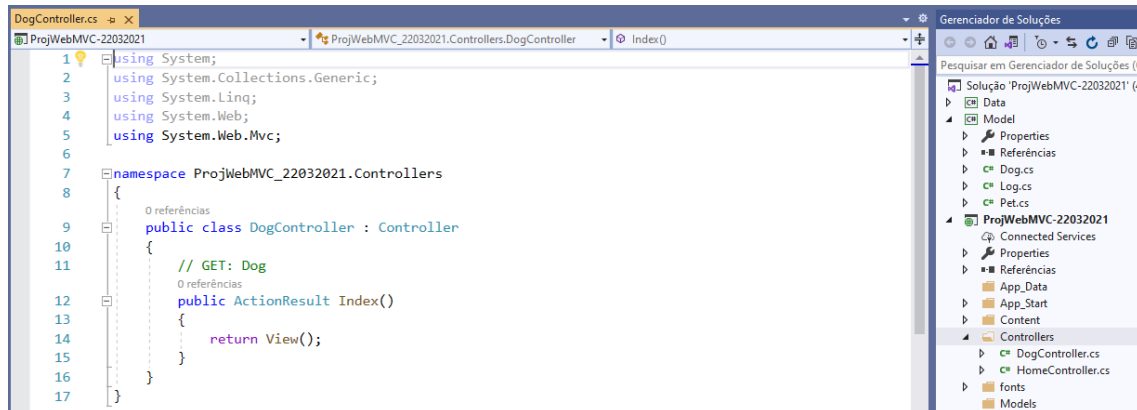 DogController.cs
Gerenciador de Soluções
ProjWebMVC-22032021
ProjWebMVC_22032021.Controllers.DogController
Index()
Pesquisar em Gerenciador de Soluções (
1 using System;
2 using System.Collections.Generic;
3 using System.Linq;
4 using System.Web;
5 using System.Web.Mvc;
6
7 namespace ProjWebMVC_22032021.Controllers
8 {
0 referências
9 public class DogController : Controller
10 {
11 // GET: Dog
0 referências
12 public ActionResult Index()
13 {
14 return View();
15 }
16 }
17 }
Solução 'ProjWebMVC-22032021' (
C# Data
C# Model
Properties
Referências
C# Dog.cs
C# Log.cs
C# Pet.cs
ProjWebMVC-22032021
Connected Services
Properties
Referências
App_Data
App_Start
Content
Controllers
C# DogController.cs
C# HomeController.cs
fonts
Models